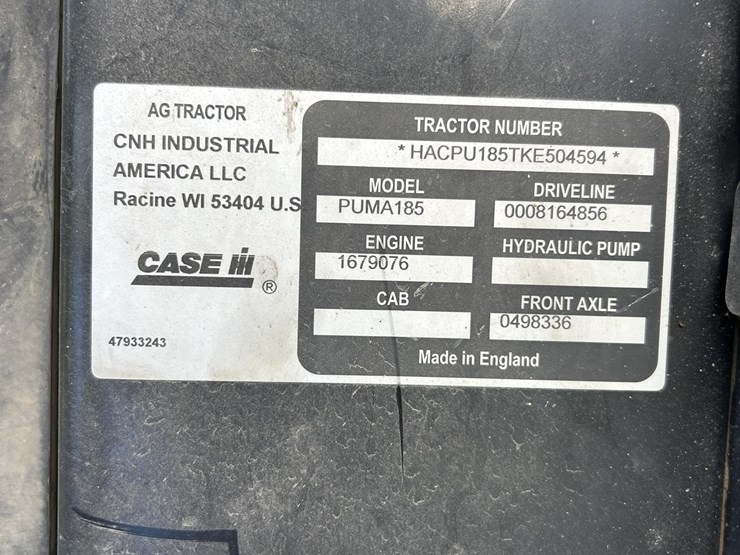 AG TRACTOR
CNH INDUSTRIAL
AMERICA LLC
Racine WI 53404 U.S
CASE IH
®
47933243
TRACTOR NUMBER
* HACPU185TKE504594 *
MODEL
PUMA185
DRIVELINE
0008164856
ENGINE
1679076
HYDRAULIC PUMP
CAB
FRONT AXLE
0498336
Made in England